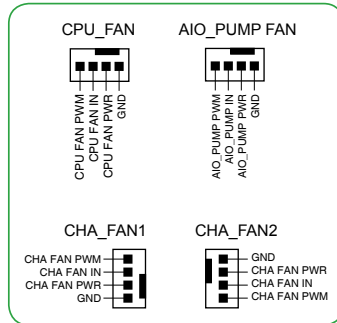 CPU_FAN
CPU FAN PWM
CPU FAN IN
CPU FAN PWR
GND
AIO_PUMP FAN
AIO_PUMP PWM
AIO_PUMP IN
AIO_PUMP PWR
GND
CHA_FAN1
CHA FAN PWM
CHA FAN IN
CHA FAN PWR
GND
CHA_FAN2
GND
CHA FAN PWR
CHA FAN IN
CHA FAN PWM